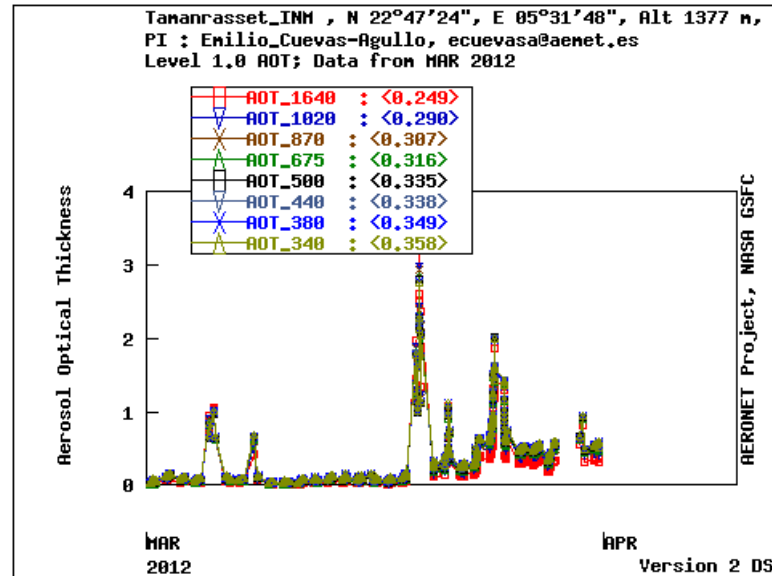 Tamanrasset_INM , N 22°47'24", E 05°31'48", Alt 1377 m,
PI : Emilio_Cuevas-Agullo, ecuevasa@aemet.es
Level 1.0 AOT; Data from MAR 2012
AOT_1640 : <0.249>
AOT_1020 : <0.290>
AOT_870 : <0.307>
AOT_675 : <0.316>
AOT_500 : <0.335>
AOT_440 : <0.338>
AOT_380 : <0.349>
AOT_340 : <0.358>
Aerosol Optical Thickness
4
3
2
1
0
AERONET Project, NASA GSFC
MAR
APR
2012
Version 2 DS